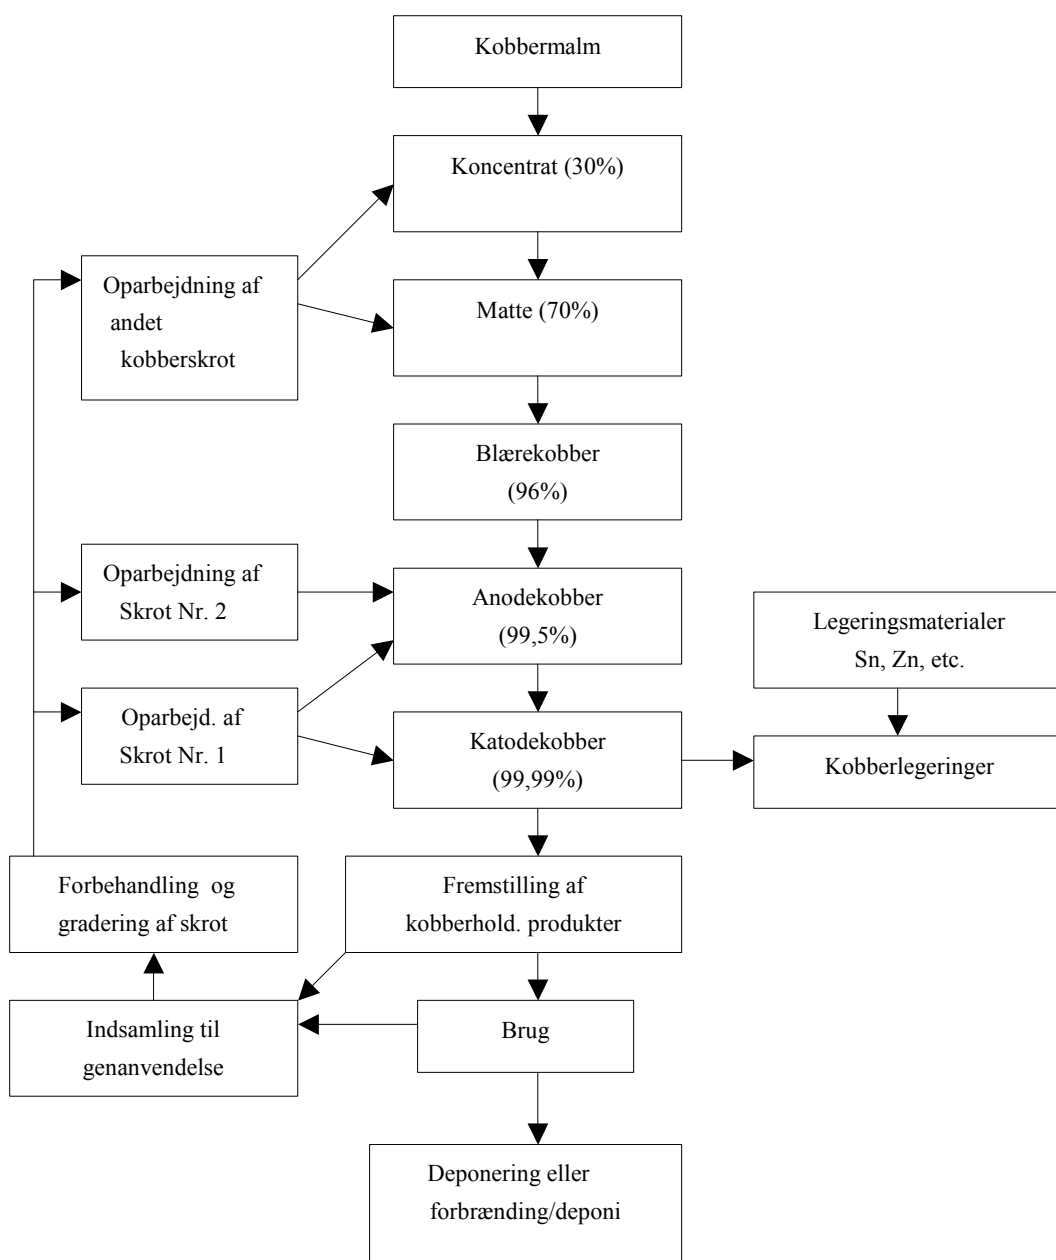 Kobbermalm
Koncentrat (30%)
Oparbejdning af
andet
kobberskrot
Matte (70%)
Blærekobber
(96%)
Oparbejdning af
Skrot Nr. 2
Anodekobber
(99,5%)
Legeringsmaterialer
Sn, Zn, etc.
Oparbejd. af
Skrot Nr. 1
Katodekobber
(99,99%)
Kobberlegeringer
Forbehandling og
gradering af skrot
Fremstilling af
kobberhold. produkter
Indsamling til
genanvendelse
Brug
Deponering eller
forbrænding/deponi